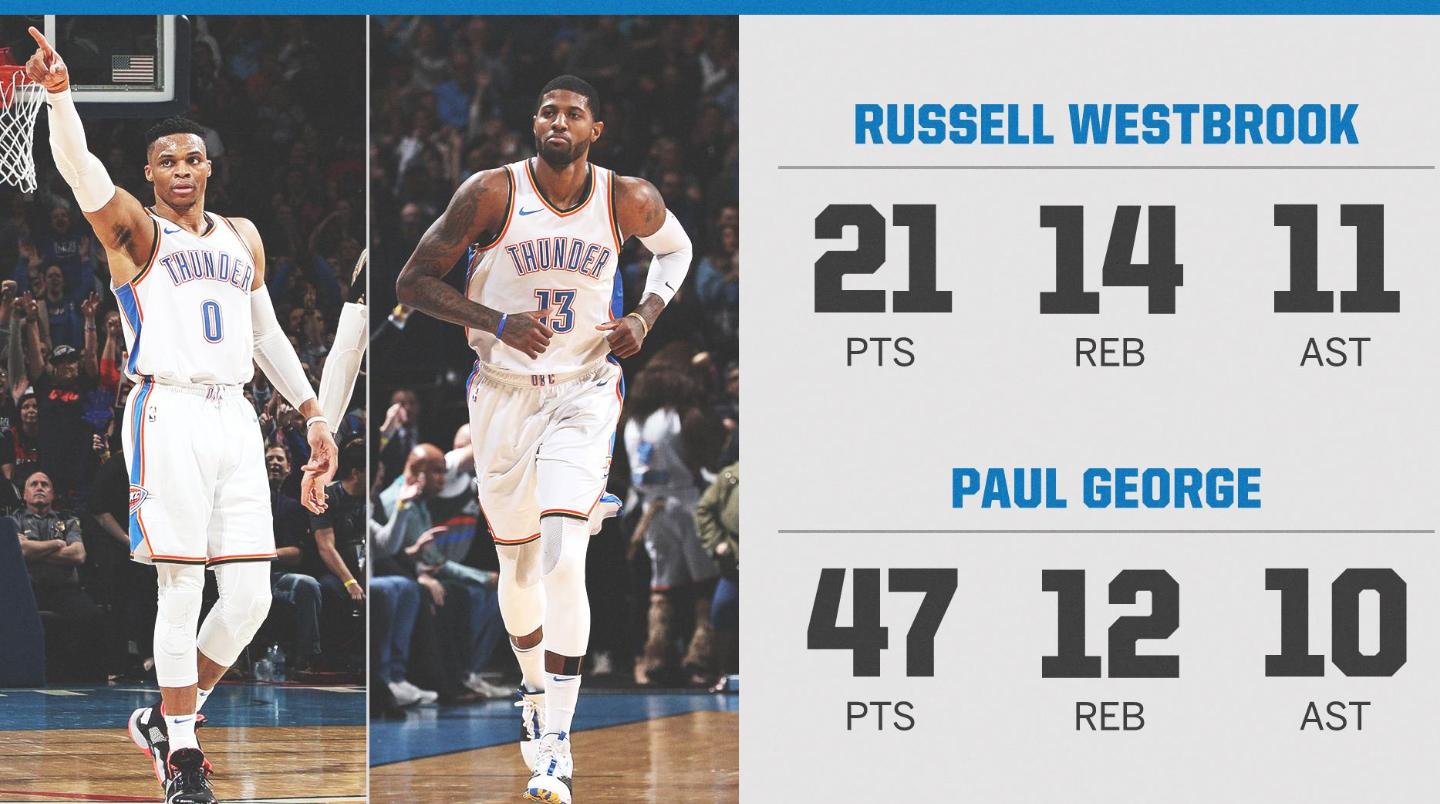 THUNDER
0
THUNDER
13
OKC
RUSSELL WESTBROOK
21 14 11
PTS REB AST
PAUL GEORGE
47 12 10
PTS REB AST